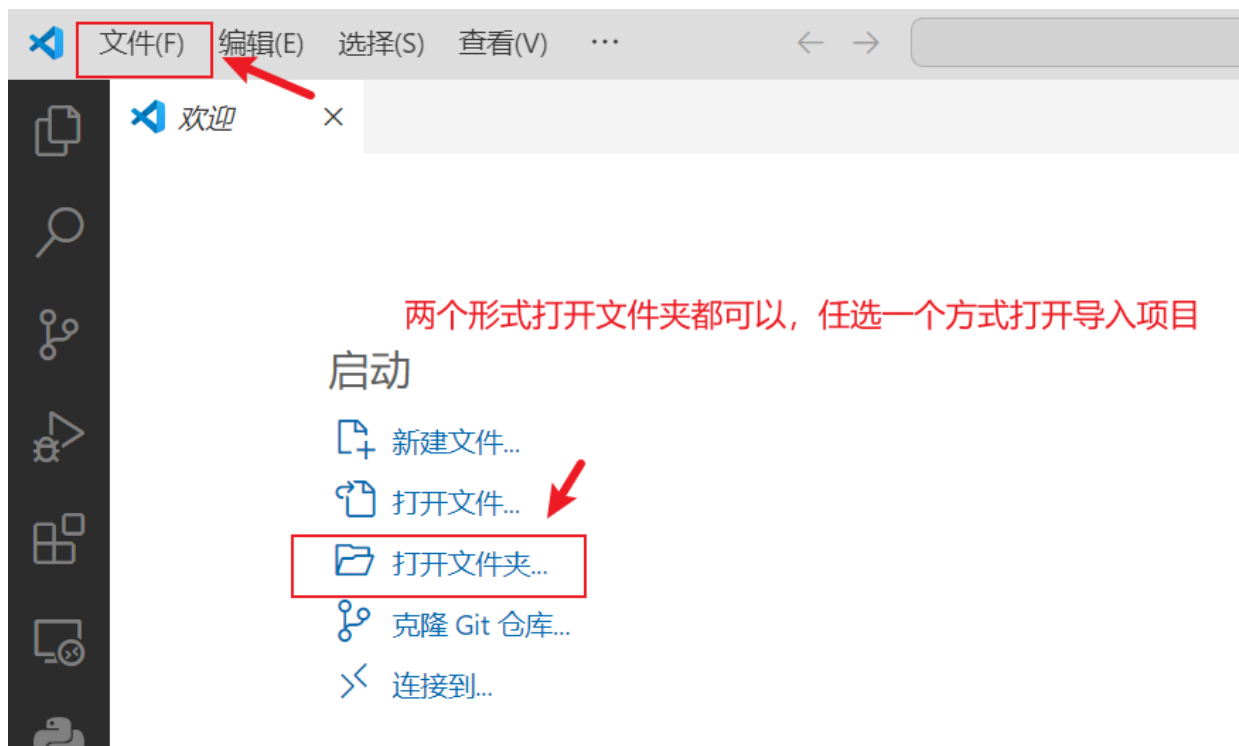 文件(F) 编辑(E) 选择(S) 查看(V) ···
欢迎
两个形式打开文件夹都可以，任选一个方式打开导入项目
启动
新建文件...
打开文件...
打开文件夹...
克隆 Git 仓库...
连接到...